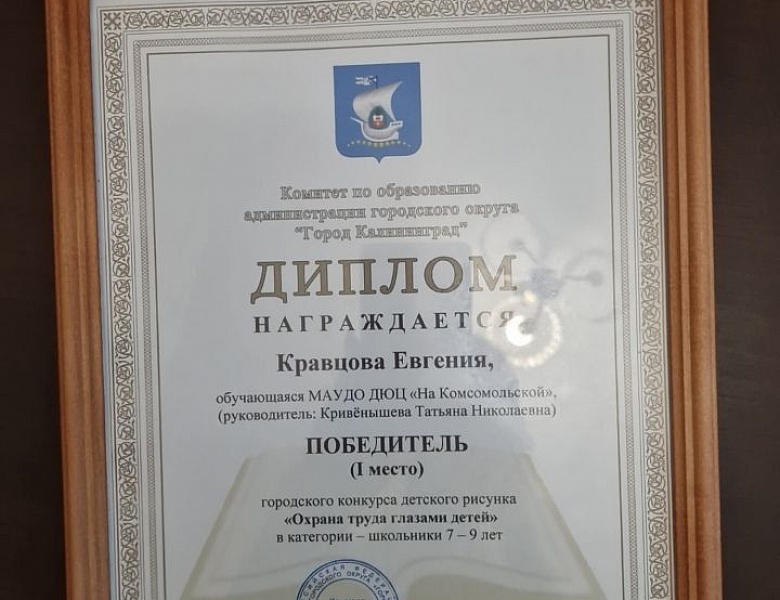 Комитет по образованию
администрации городского округа
"Город Калининград"
ДИПЛОМ
НАГРАЖДАЕТСЯ
Кравцова Евгения,
обучающаяся МАУДО ДЮЦ «На Комсомольской»,
(руководитель: Кривёнышева Татьяна Николаевна)
ПОБЕДИТЕЛЬ
(I место)
городского конкурса детского рисунка
«Охрана труда глазами детей»
в категории – школьники 7 – 9 лет